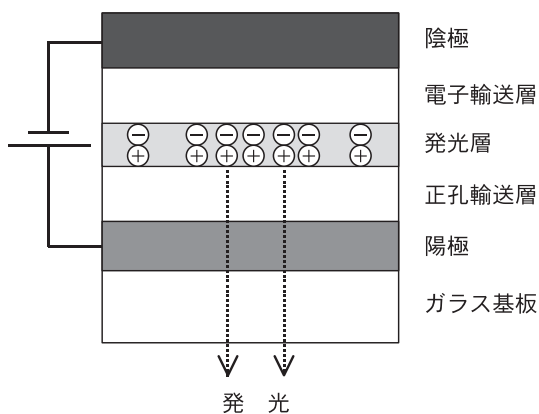 陰極
電子輸送層
発光層
正孔輸送層
陽極
ガラス基板
発 光